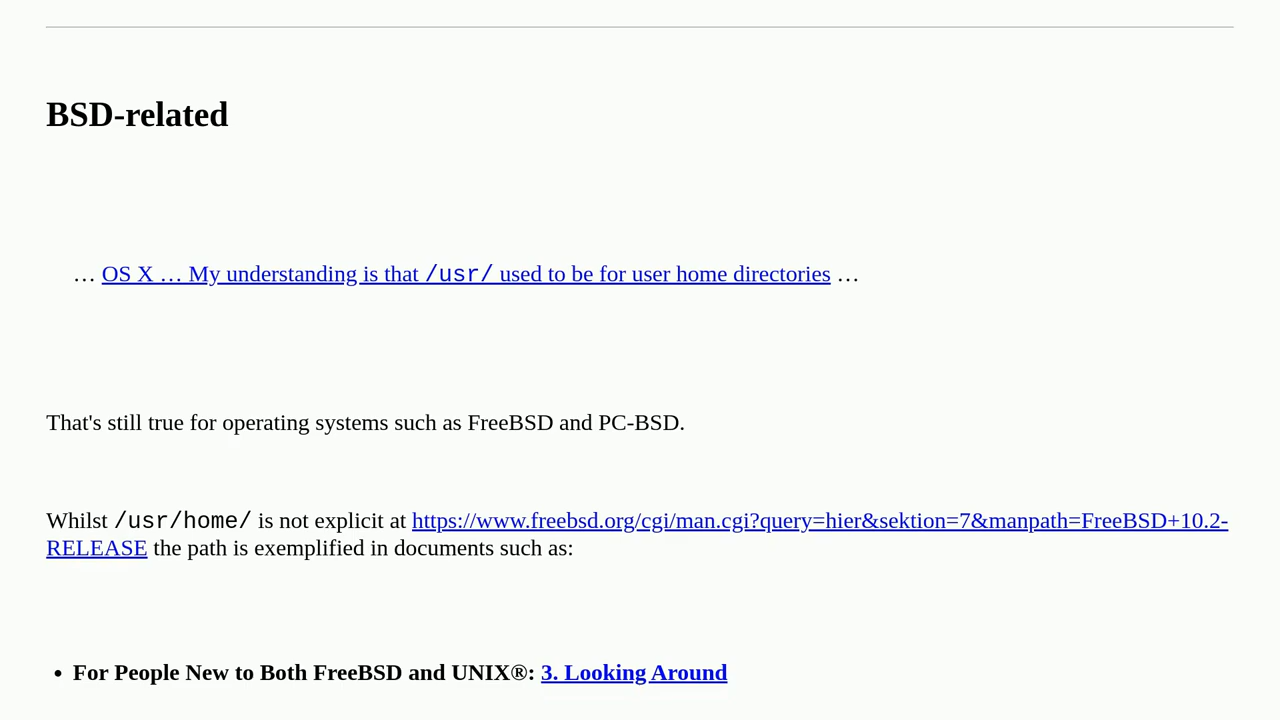 BSD-related
… OS X … My understanding is that /usr/ used to be for user home directories …
That's still true for operating systems such as FreeBSD and PC-BSD.
Whilst /usr/home/ is not explicit at https://www.freebsd.org/cgi/man.cgi?query=hier&sektion=7&manpath=FreeBSD+10.2-
RELEASE the path is exemplified in documents such as:
• For People New to Both FreeBSD and UNIX®: 3. Looking Around